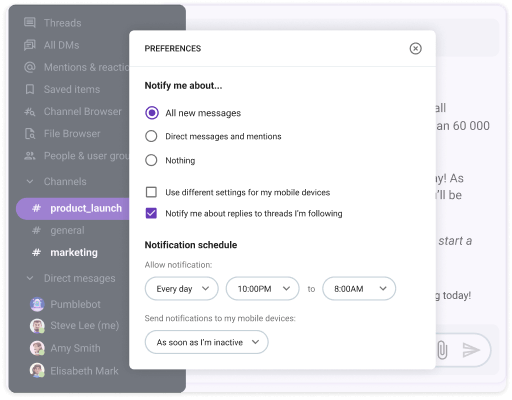 Threads
All DMs
Mentions & reactio
Saved items
Channel Browser
File Browser
People & user grou
Channels
# product_launch
# general
# marketing
Direct mesages
Pumblebot
Steve Lee (me)
Amy Smith
Elisabeth Mark
PREFERENCES
Notify me about...
All new messages
Direct messages and mentions
Nothing
Use different settings for my mobile devices
Notify me about replies to threads I'm following
Notification schedule
Allow notification:
Every day 10:00PM to 8:00AM
Send notifications to my mobile devices:
As soon as I'm inactive
all
an 60 000
y! As
'll be
start a
g today!